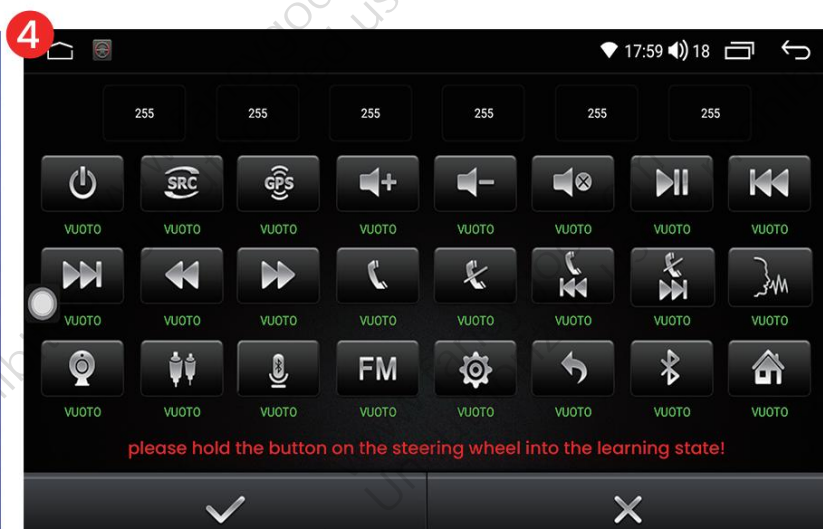 4
17:59 18
255 255 255 255 255 255
SRC GPS
VUOTO VUOTO VUOTO VUOTO VUOTO VUOTO VUOTO VUOTO
VUOTO VUOTO VUOTO VUOTO VUOTO VUOTO VUOTO VUOTO
FM
VUOTO VUOTO VUOTO VUOTO VUOTO VUOTO VUOTO VUOTO
please hold the button on the steering wheel into the learning state!